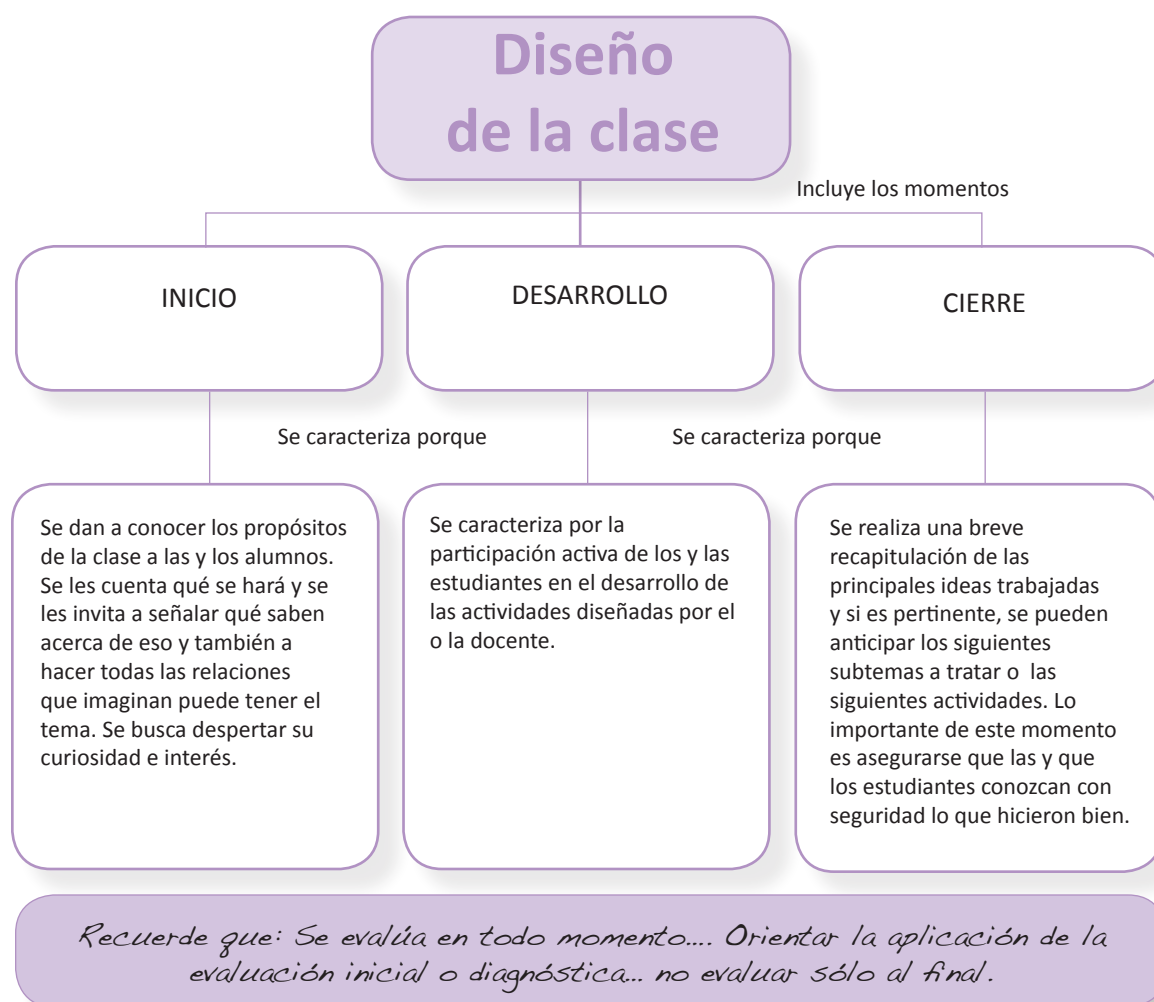 Diseño
de la clase
Incluye los momentos
INICIO
DESARROLLO
CIERRE
Se caracteriza porque
Se caracteriza porque
Se dan a conocer los propósitos
de la clase a las y los alumnos.
Se les cuenta qué se hará y se
les invita a señalar qué saben
acerca de eso y también a
hacer todas las relaciones
que imaginan puede tener el
tema. Se busca despertar su
curiosidad e interés.
Se caracteriza por la
participación activa de los y las
estudiantes en el desarrollo de
las actividades diseñadas por el
o la docente.
Se realiza una breve
recapitulación de las
principales ideas trabajadas
y si es pertinente, se pueden
anticipar los siguientes
subtemas a tratar o las
siguientes actividades. Lo
importante de este momento
es asegurarse que las y que
los estudiantes conozcan con
seguridad lo que hicieron bien.
Recuerde que: Se evalúa en todo momento.... Orientar la aplicación de la
evaluación inicial o diagnóstica... no evaluar sólo al final.